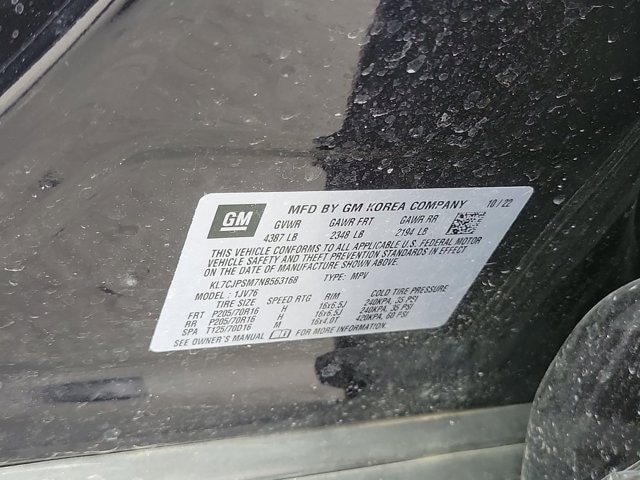 GM MFD BY GM KOREA COMPANY 10/22
GVWR GAWR FRT GAWR RR
4387 LB 2348 LB 2194 LB
THIS VEHICLE CONFORMS TO ALL APPLICABLE U.S. FEDERAL MOTOR
VEHICLE SAFETY AND THEFT PREVENTION STANDARDS IN EFFECT ON
THE DATE OF MANUFACTURE SHOWN ABOVE.
KL7CJPSM7NB563168 TYPE: MPV
MODEL: 1JV76
TIRE SIZE SPEED RTG RIM COLD TIRE PRESSURE
FRT P205/70R16 H 16x6.5J 240KPA, 35 PSI
RR P205/70R16 H 16x6.5J 240KPA, 35 PSI
SPA T125/70D16 M 16x4.0T 420KPA, 60 PSI
SEE OWNER'S MANUAL FOR MORE INFORMATION.